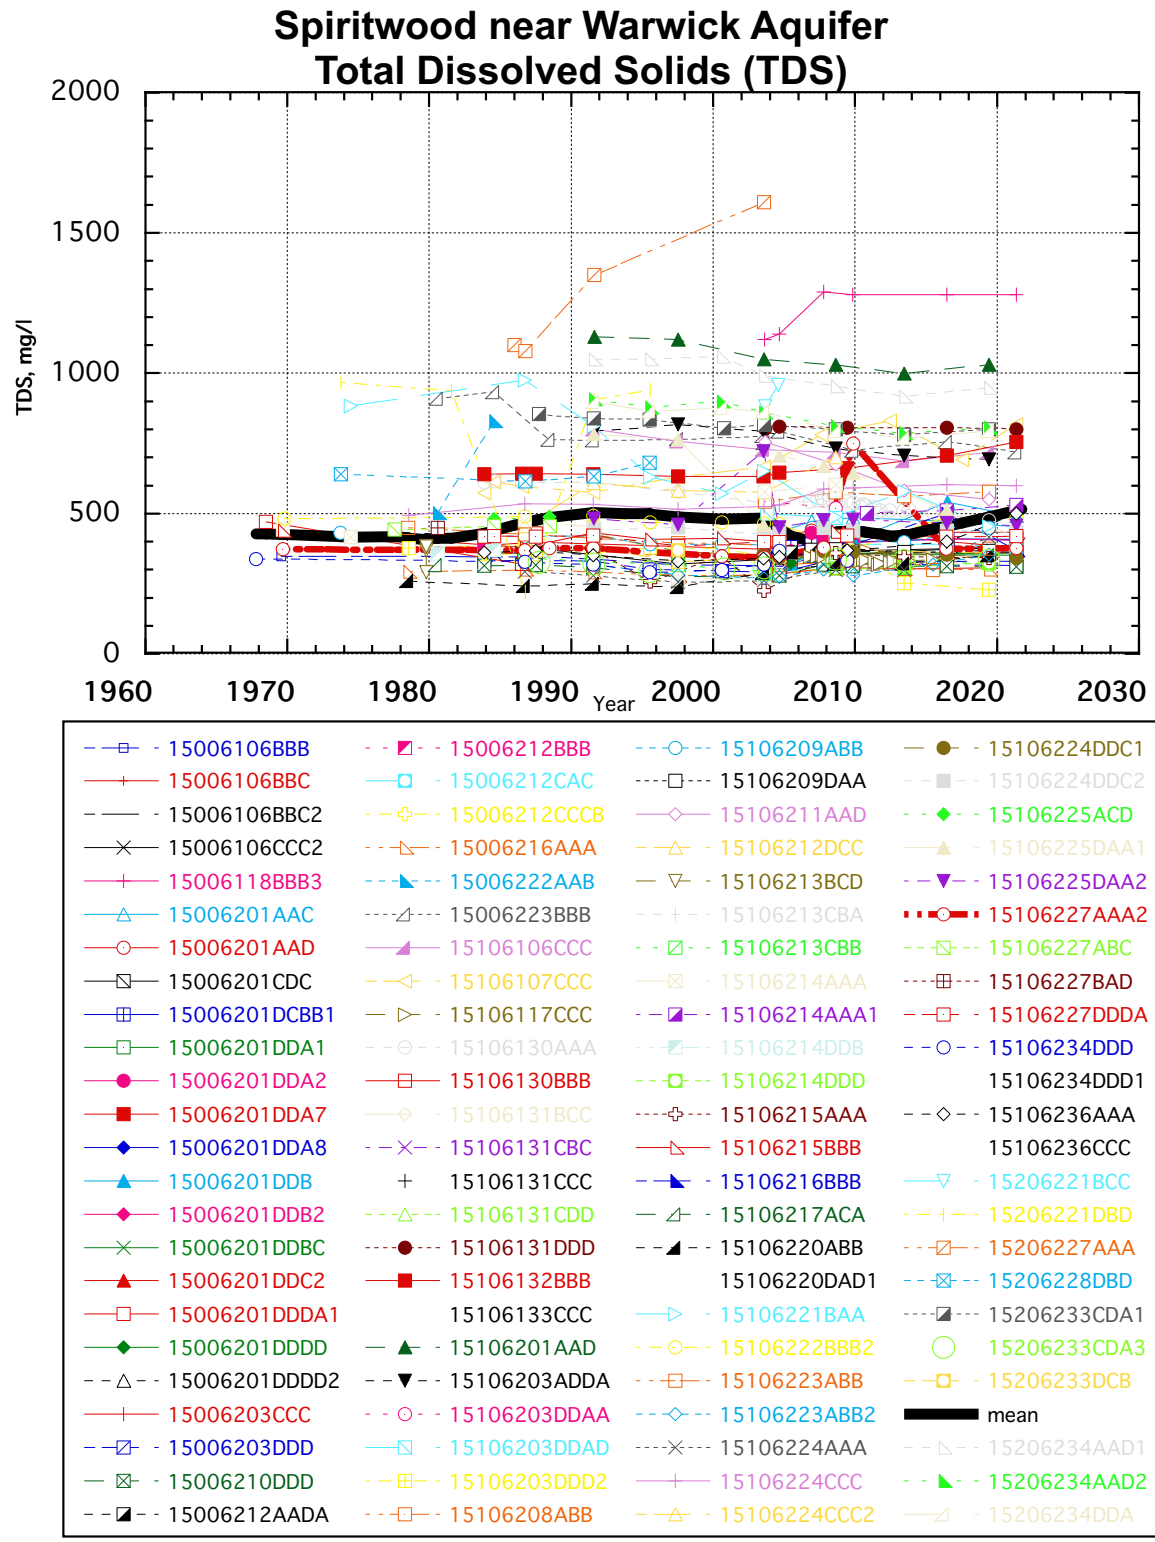 Spiritwood near Warwick Aquifer
Total Dissolved Solids (TDS)
2000
1500
1000
500
0
TDS, mg/l
1960 1970 1980 1990 2000 2010 2020 2030
Year
15006106BBB 15006212BBB 15106209ABB 15106224DDC1
15006106BBC 15006212CAC 15106209DAA 15106224DDC2
15006106BBC2 15006212CCCB 15106211AAD 15106225ACD
15006106CCC2 15006216AAA 15106212DCC 15106225DAA1
15006118BBB3 15006222AAB 15106213BCD 15106225DAA2
15006201AAC 15006223BBB 15106213CBA 15106227AAA2
15006201AAD 15106106CCC 15106213CBB 15106227ABC
15006201CDC 15106107CCC 15106214AAA 15106227BAD
15006201DCBB1 15106117CCC 15106214AAA1 15106227DDDA
15006201DDA1 15106130AAA 15106214DDB 15106234DDD
15006201DDA2 15106130BBB 15106214DDD 15106234DDD1
15006201DDA7 15106131BCC 15106215AAA 15106236AAA
15006201DDA8 15106131CBC 15106215BBB 15106236CCC
15006201DDB 15106131CCC 15106216BBB 15206221BCC
15006201DDB2 15106131CDD 15106217ACA 15206221DBD
15006201DDBC 15106131DDD 15106220ABB 15206227AAA
15006201DDC2 15106132BBB 15106220DAD1 15206228DBD
15006201DDDA1 15106133CCC 15106221BAA 15206233CDA1
15006201DDDD 15106201AAD 15106222BBB2 15206233CDA3
15006201DDDD2 15106203ADDA 15106223ABB 15206233DCB
15006203CCC 15106203DDAA 15106223ABB2 mean
15006203DDD 15106203DDAD 15106224AAA 15206234AAD1
15006210DDD 15106203DDD2 15106224CCC 15206234AAD2
15006212AADA 15106208ABB 15106224CCC2 15206234DDA